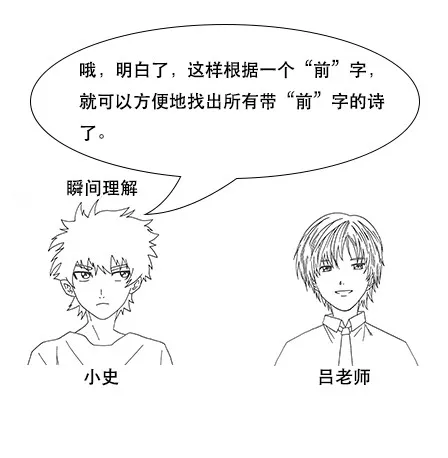 哦，明白了，这样根据一个“前”字，
就可以方便地找出所有带“前”字的诗
了。
瞬间理解
小史
吕老师